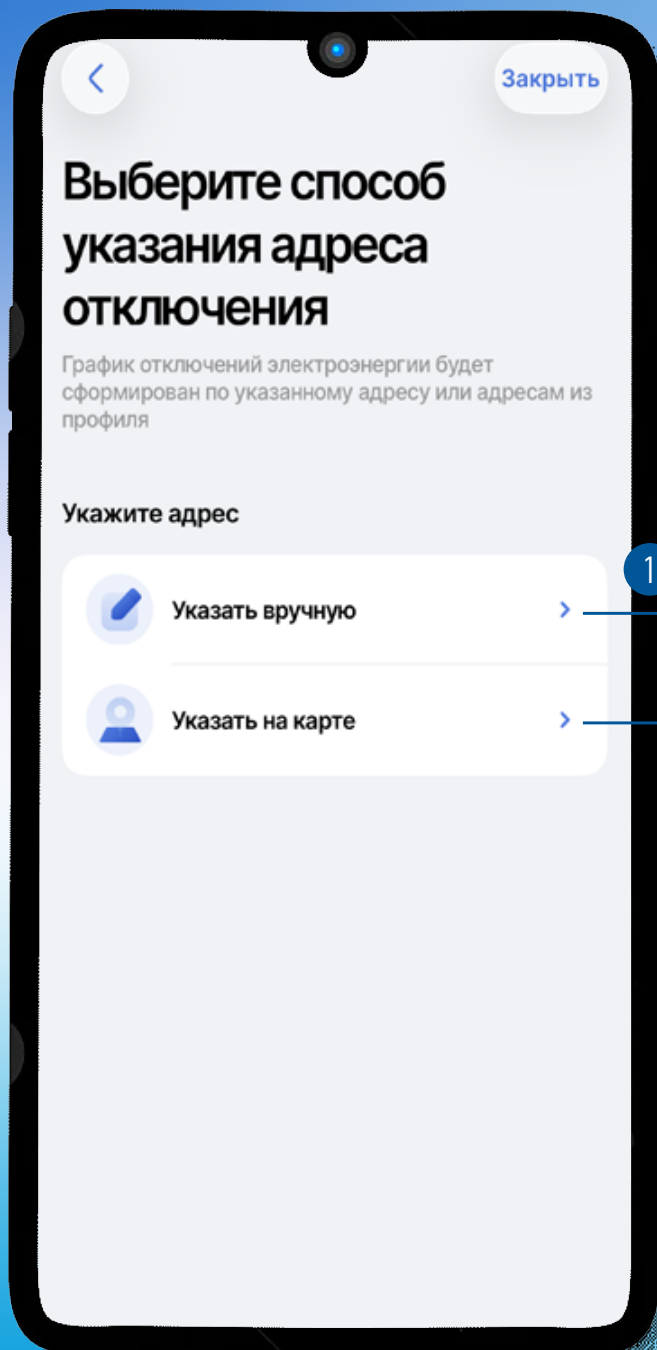 Закрыть
Выберите способ
указания адреса
отключения
График отключений электроэнергии будет
сформирован по указанному адресу или адресам из
профиля
Укажите адрес
1
Указать вручную
Указать на карте